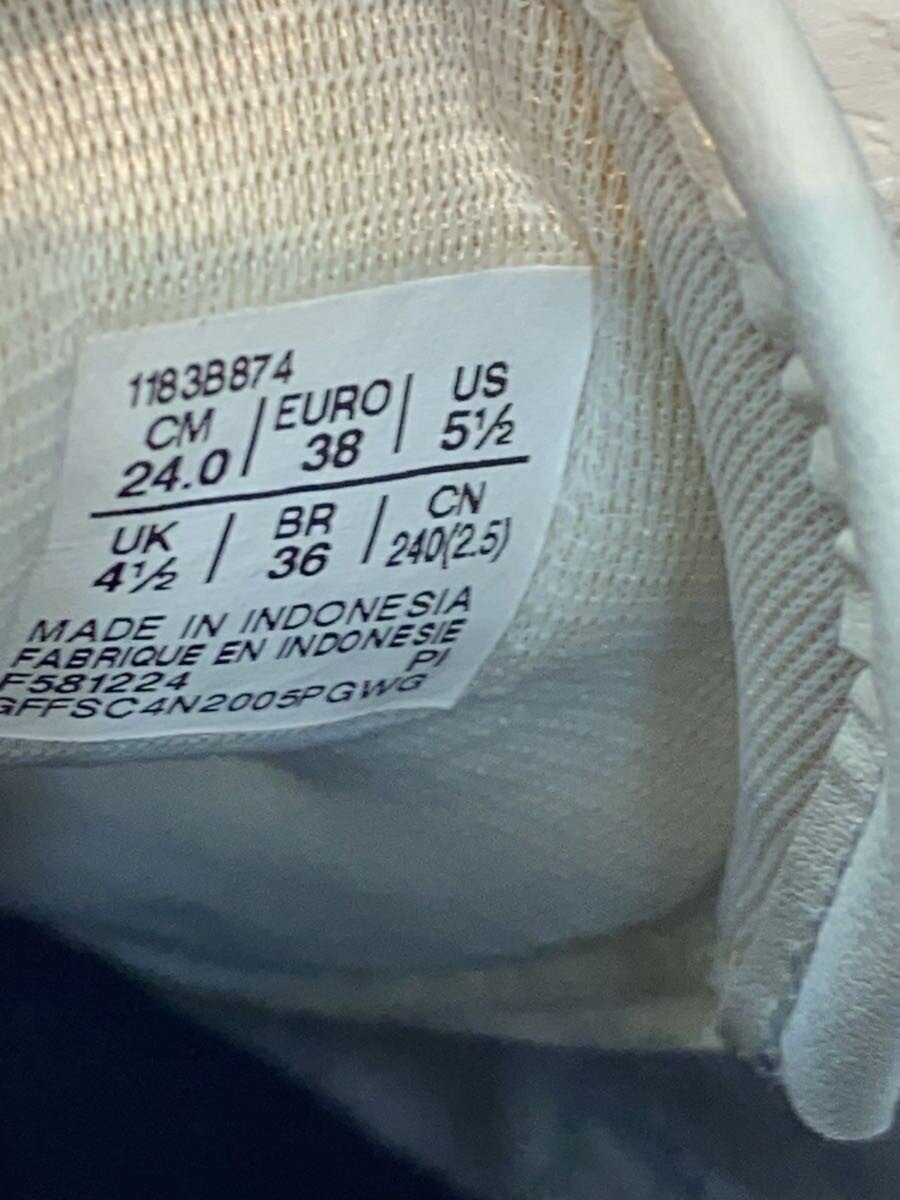 1183B874
CM / EURO / US
24.0 / 38 / 5½
UK / BR / CN
4½ / 36 / 240(2.5)
MADE IN INDONESIA
FABRIQUE EN INDONESIE
F581224 PI
GFFSC4N2005PGWG